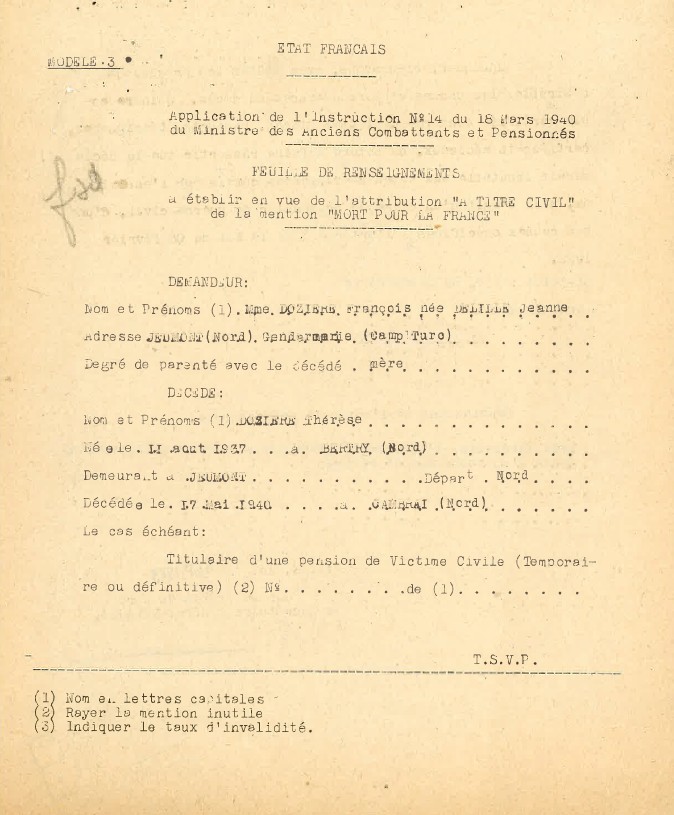 ETAT FRANCAIS
MODELE.3
Application de l'Instruction Nº14 du 18 Mars 1940
du Ministre des Anciens Combattants et Pensionnés
FEUILLE DE RENSEIGNEMENTS
à établir en vue de l'attribution "A TITRE CIVIL"
de la mention "MORT POUR LA FRANCE"
DEMANDEUR:
Nom et Prénoms (1). Mme. DOZIERE. François née DELILLE Jeanne
Adresse JEUMONT(Nord). Gendarmerie. (Camp Turc)
Degré de parenté avec le décédé . mère
DECEDE:
Nom et Prénoms (1) DOZIERE Thérèse
Née le. 11 aout 1937 . . .à . BERTRY (Nord)
Demeurant à .JEUMONT. . . . . . . . . . .Départ . Nord
Décédée le. 17 Mai .1940 . . . .à. . CAMBRAI .(Nord)
Le cas échéant:
Titulaire d'une pension de Victime Civile (Temporai-
re ou définitive) (2) Nº. . . . . . . .de (1). . . . . . . .
T.S.V.P.
(1) Nom en lettres capitales
(2) Rayer la mention inutile
(3) Indiquer le taux d'invalidité.